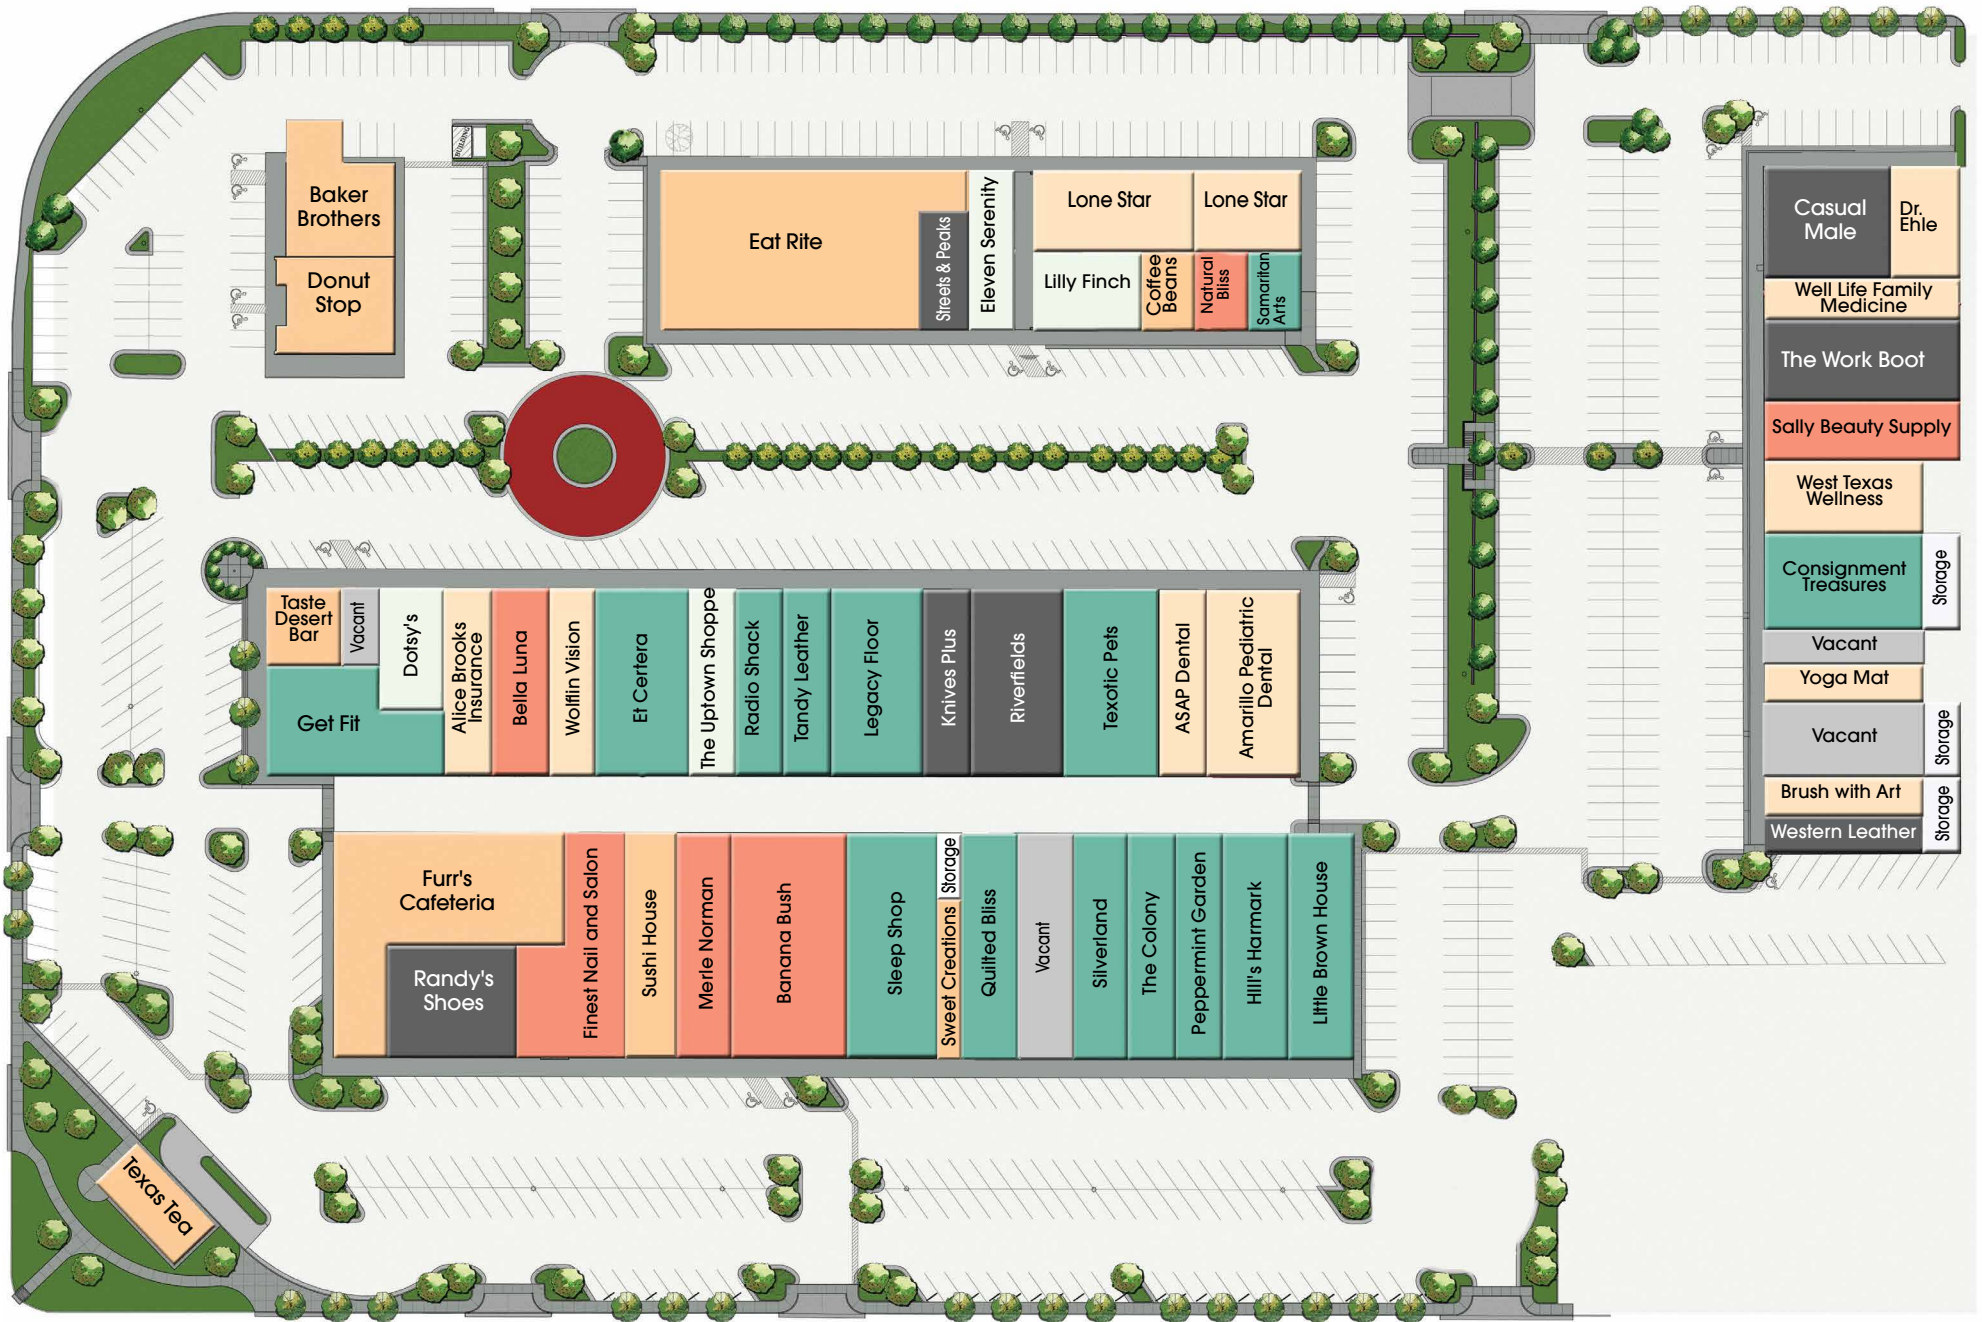 BUILDING
Baker
Brothers
Donut
Stop
Eat Rite
Streets & Peaks
Eleven Serenity
Lone Star
Lone Star
Lilly Finch
Coffee
Beans
Natural
Bliss
Samaritan
Arts
Casual
Male
Dr.
Ehle
Well Life Family
Medicine
The Work Boot
Sally Beauty Supply
West Texas
Wellness
Consignment
Treasures
Storage
Vacant
Yoga Mat
Vacant
Storage
Brush with Art
Western Leather
Storage
Taste
Desert
Bar
Vacant
Dotsy's
Get Fit
Alice Brooks
Insurance
Bella Luna
Wolflin Vision
Et Certera
The Uptown Shoppe
Radio Shack
Tandy Leather
Legacy Floor
Knives Plus
Riverfields
Texotic Pets
ASAP Dental
Amarillo Pediatric
Dental
Furr's
Cafeteria
Randy's
Shoes
Finest Nail and Salon
Sushi House
Merle Norman
Banana Bush
Sleep Shop
Storage
Sweet Creations
Quilted Bliss
Vacant
Silverland
The Colony
Peppermint Garden
Hill's Harmark
Little Brown House
Texas Tea